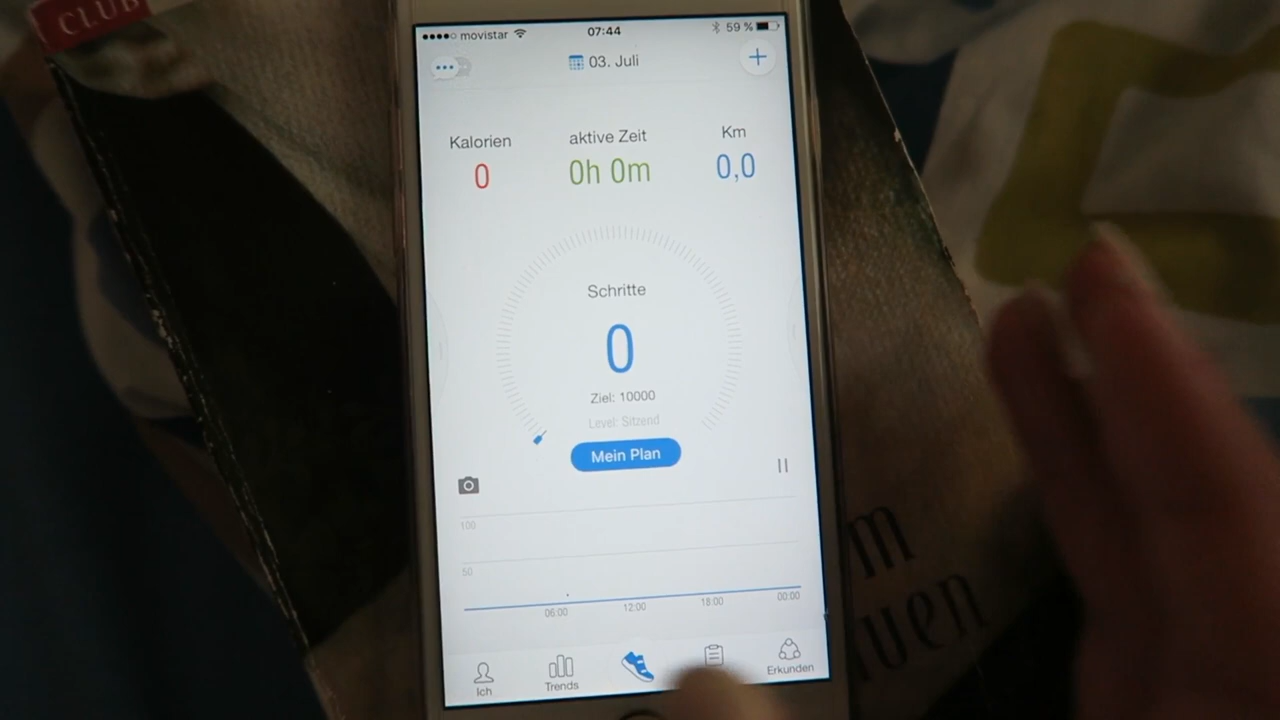 CLUB
movistar 07:44 59 %
03. Juli
Kalorien aktive Zeit Km
0 0h 0m 0,0
Schritte
0
Ziel: 10000
Level: Sitzend
Mein Plan
100
50
06:00 12:00 18:00 00:00
Ich Trends Erkunden